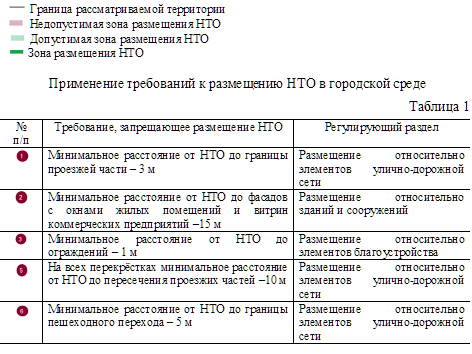 Граница рассматриваемой территории
Недопустимая зона размещения НТО
Допустимая зона размещения НТО
Зона размещения НТО
Применение требований к размещению НТО в городской среде
Таблица 1
№ п/п
Требование, запрещающее размещение НТО
Регулирующий раздел
1
Минимальное расстояние от НТО до границы
проезжей части – 3 м
Размещение относительно
элементов улично-дорожной
сети
2
Минимальное расстояние от НТО до фасадов
с окнами жилых помещений и витрин
коммерческих предприятий –15 м
Размещение относительно
зданий и сооружений
3
Минимальное расстояние от НТО до
ограждений – 1 м
Размещение относительно
элементов благоустройства
5
На всех перекрёстках минимальное расстояние
от НТО до пересечения проезжих частей –10 м
Размещение относительно
элементов улично-дорожной
сети
6
Минимальное расстояние от НТО до границы
пешеходного перехода – 5 м
Размещение относительно
элементов улично-дорожной
сети